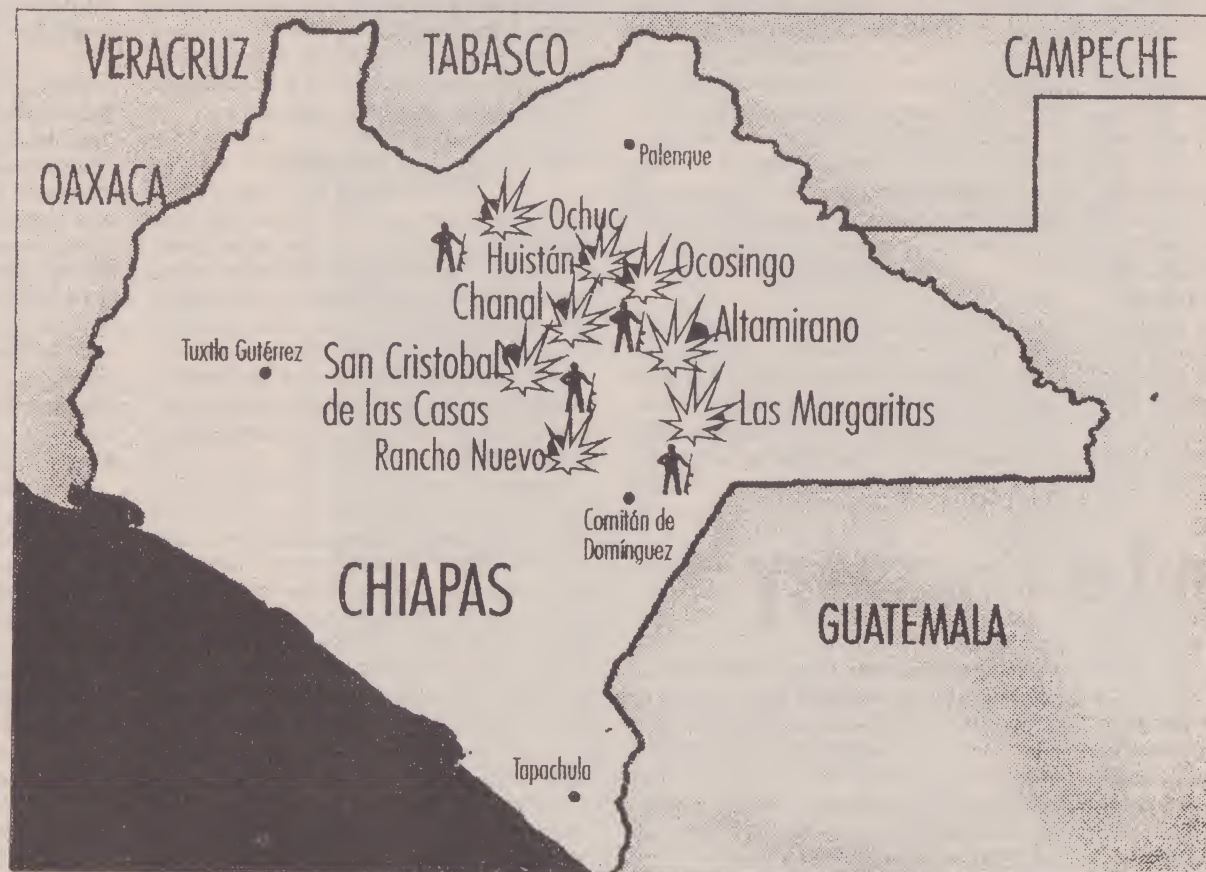 VERACRUZ
TABASCO
CAMPECHE
OAXACA
Palenque
Ochuc
Huistán
Ocosingo
Chanal
Altamirano
Tuxtla Gutérrez
San Cristobal
de las Casas
Las Margaritas
Rancho Nuevo
Comitán de
Domínguez
CHIAPAS
GUATEMALA
Tapachula